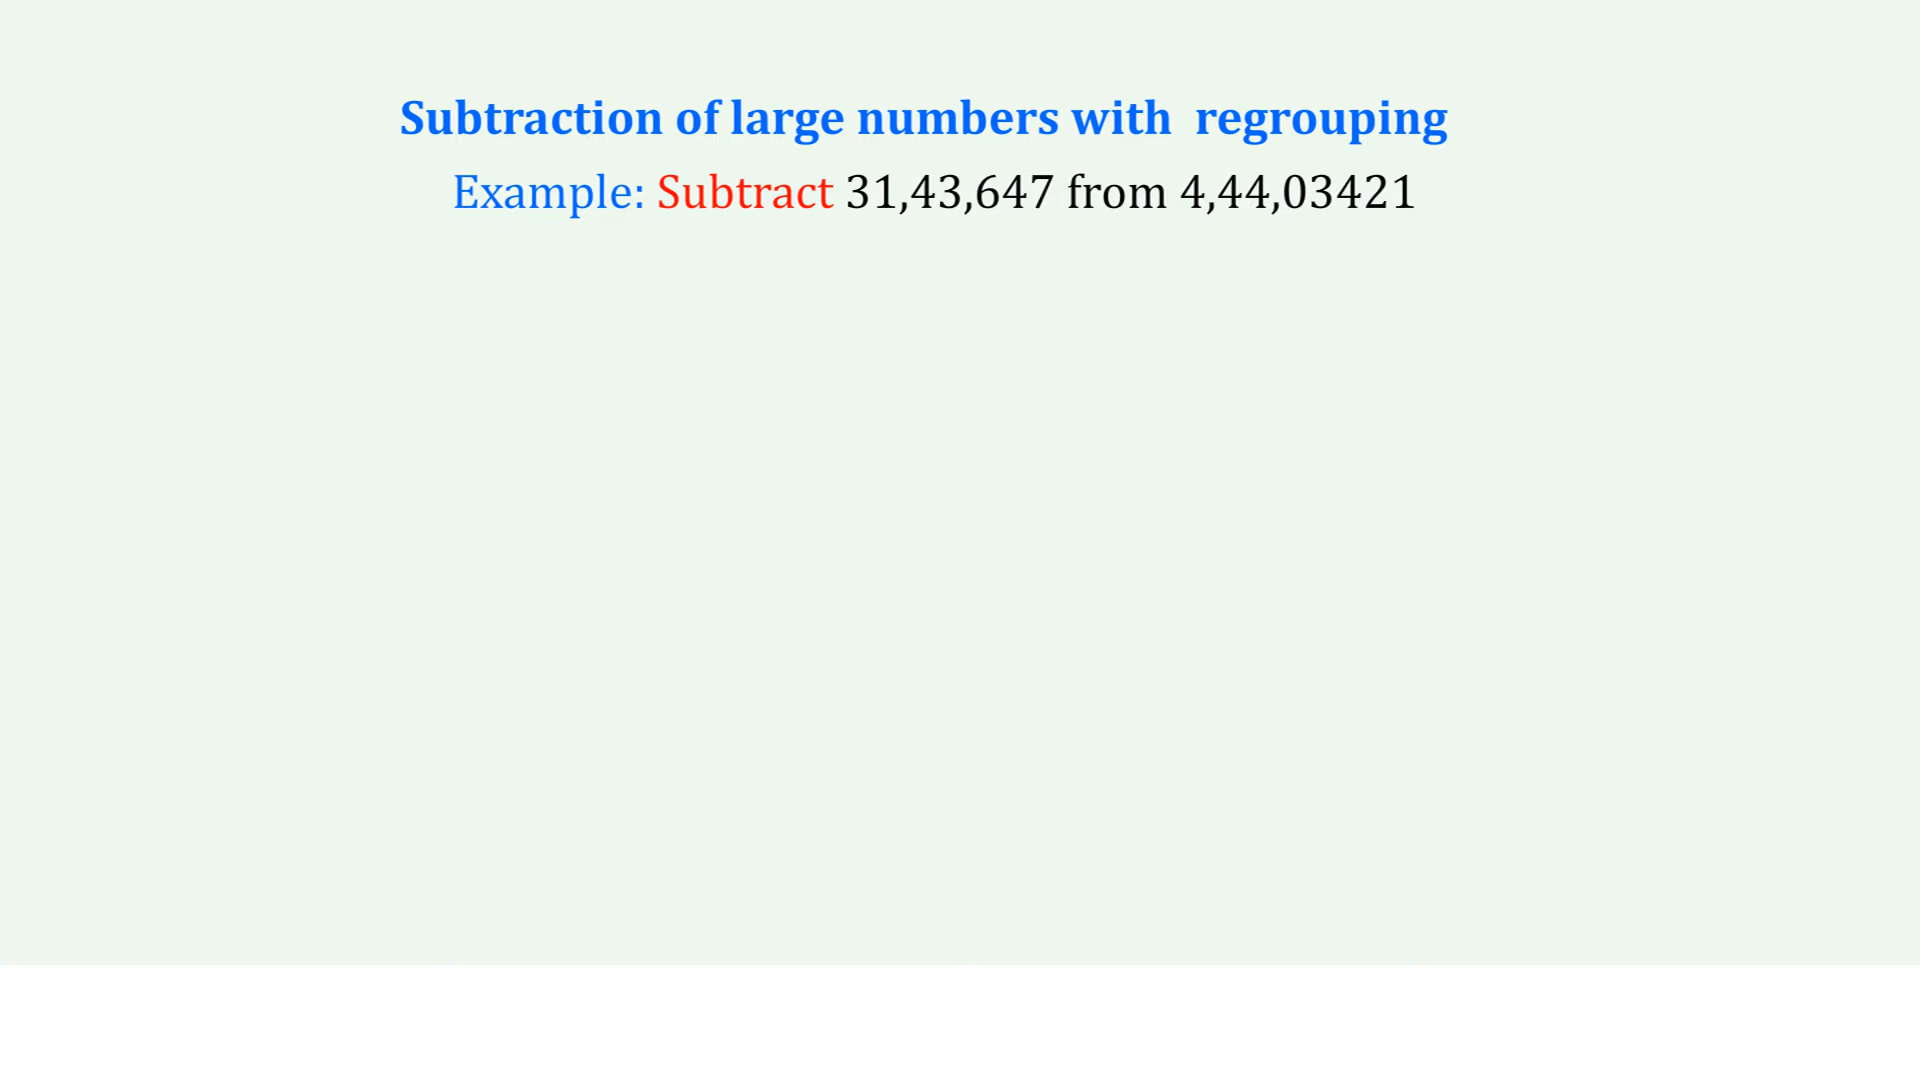 Subtraction of large numbers with  regrouping
Example: Subtract 31,43,647 from 4,44,03421